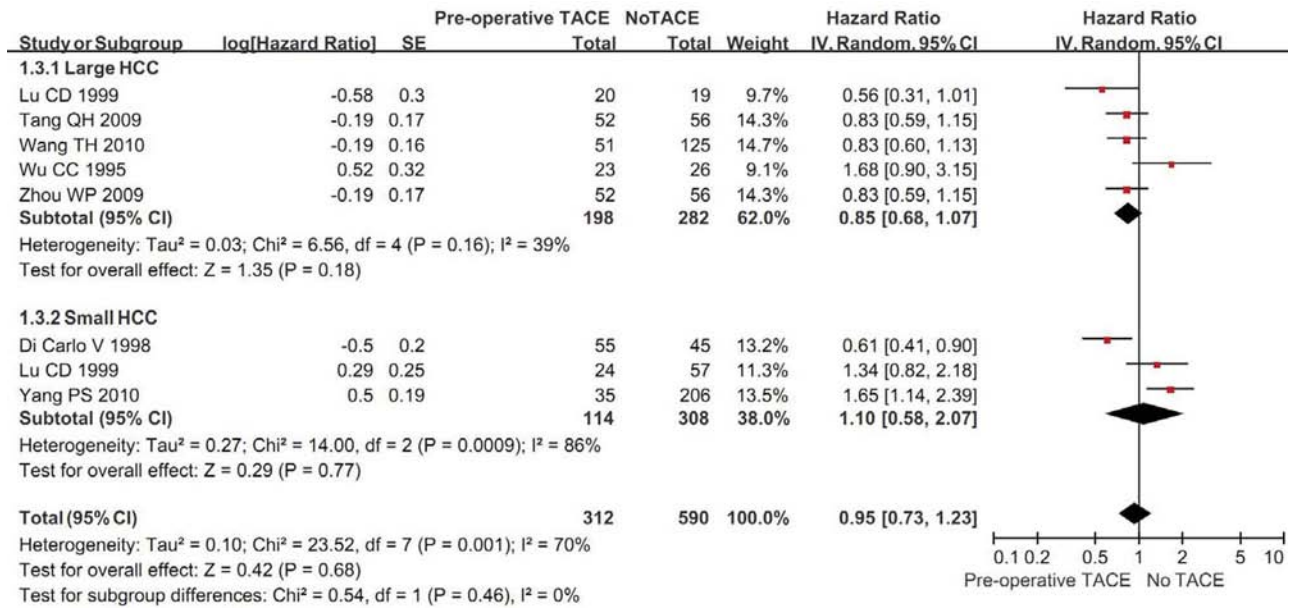 Pre-operative TACE NoTACE Hazard Ratio Hazard Ratio
Study or Subgroup log[Hazard Ratio] SE Total Total Weight IV, Random, 95% CI IV, Random, 95% CI
1.3.1 Large HCC
Lu CD 1999 -0.58 0.3 20 19 9.7% 0.56 [0.31, 1.01]
Tang QH 2009 -0.19 0.17 52 56 14.3% 0.83 [0.59, 1.15]
Wang TH 2010 -0.19 0.16 51 125 14.7% 0.83 [0.60, 1.13]
Wu CC 1995 0.52 0.32 23 26 9.1% 1.68 [0.90, 3.15]
Zhou WP 2009 -0.19 0.17 52 56 14.3% 0.83 [0.59, 1.15]
Subtotal (95% CI) 198 282 62.0% 0.85 [0.68, 1.07]
Heterogeneity: Tau² = 0.03; Chi² = 6.56, df = 4 (P = 0.16); I² = 39%
Test for overall effect: Z = 1.35 (P = 0.18)
1.3.2 Small HCC
Di Carlo V 1998 -0.5 0.2 55 45 13.2% 0.61 [0.41, 0.90]
Lu CD 1999 0.29 0.25 24 57 11.3% 1.34 [0.82, 2.18]
Yang PS 2010 0.5 0.19 35 206 13.5% 1.65 [1.14, 2.39]
Subtotal (95% CI) 114 308 38.0% 1.10 [0.58, 2.07]
Heterogeneity: Tau² = 0.27; Chi² = 14.00, df = 2 (P = 0.0009); I² = 86%
Test for overall effect: Z = 0.29 (P = 0.77)
Total (95% CI) 312 590 100.0% 0.95 [0.73, 1.23]
Heterogeneity: Tau² = 0.10; Chi² = 23.52, df = 7 (P = 0.001); I² = 70%
Test for overall effect: Z = 0.42 (P = 0.68)
Test for subgroup differences: Chi² = 0.54, df = 1 (P = 0.46), I² = 0%
0.1 0.2 0.5 1 2 5 10
Pre-operative TACE No TACE